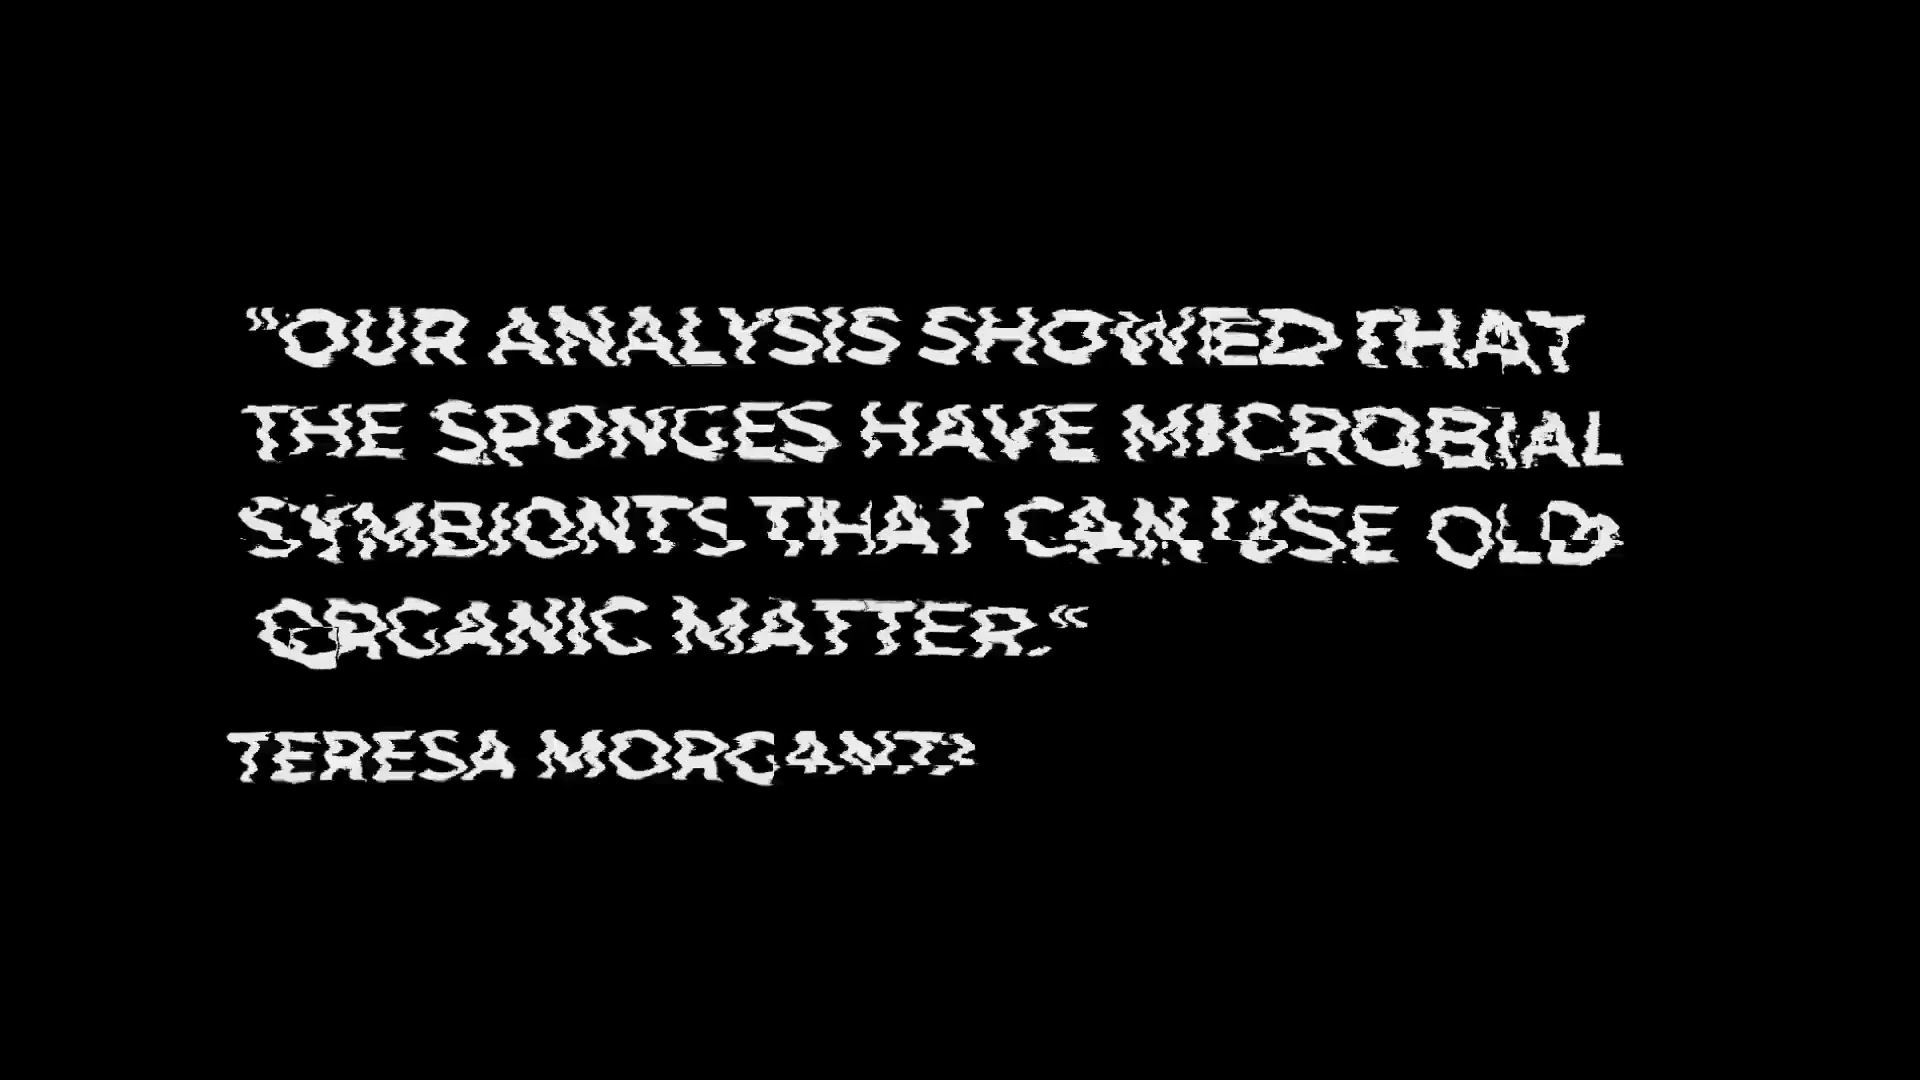 "OUR ANALYSIS SHOWED THAT
THE SPONGES HAVE MICROBIAL
SYMBIONTS THAT CAN USE OLD
ORGANIC MATTER.“
TERESA MORGANTI